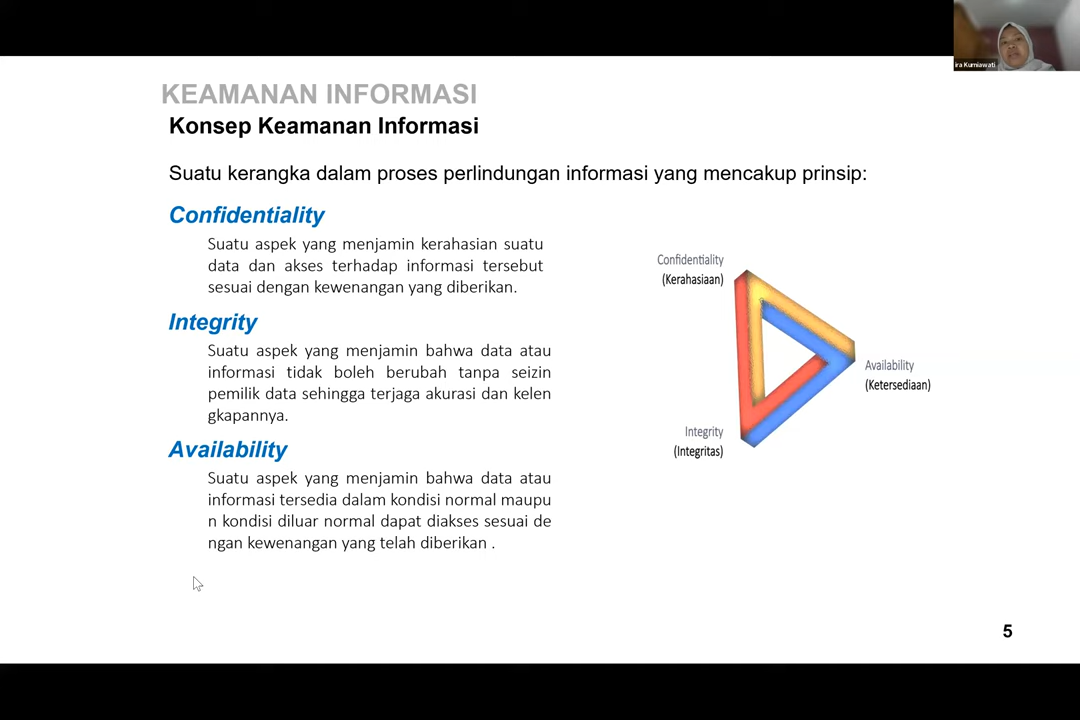 ira Kurniawati
KEAMANAN INFORMASI
Konsep Keamanan Informasi
Suatu kerangka dalam proses perlindungan informasi yang mencakup prinsip:
Confidentiality
Suatu aspek yang menjamin kerahasian suatu
data dan akses terhadap informasi tersebut
sesuai dengan kewenangan yang diberikan.
Integrity
Suatu aspek yang menjamin bahwa data atau
informasi tidak boleh berubah tanpa seizin
pemilik data sehingga terjaga akurasi dan kelen
gkapannya.
Availability
Suatu aspek yang menjamin bahwa data atau
informasi tersedia dalam kondisi normal maupu
n kondisi diluar normal dapat diakses sesuai de
ngan kewenangan yang telah diberikan .
Confidentiality
(Kerahasiaan)
Availability
(Ketersediaan)
Integrity
(Integritas)
5